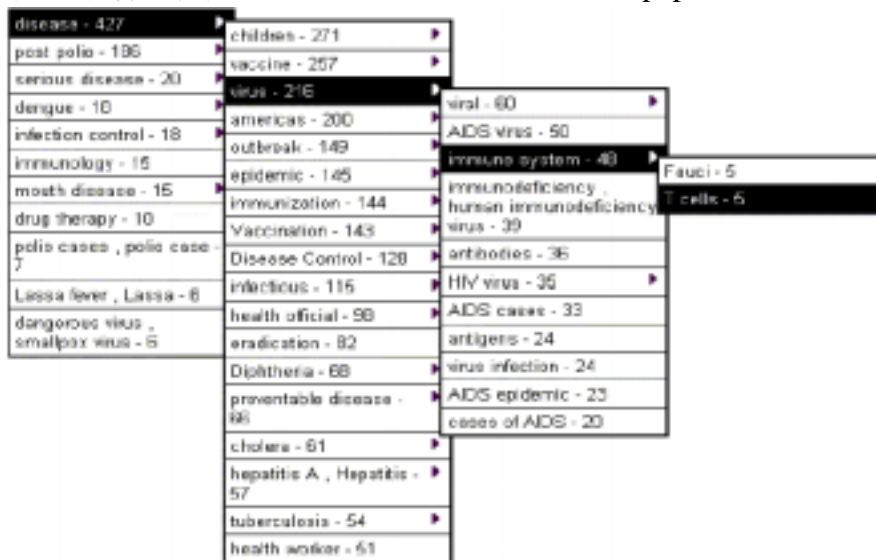 disease - 427
post polio - 186
serious disease - 20
dengue - 18
infection control - 18
immunology - 15
mouth disease - 15
drug therapy - 10
polio cases , polio case -
7
Lassa fever , Lassa - 6
dangerous virus ,
smallpox virus - 5
children - 271
vaccine - 257
virus - 216
americas - 200
outbreak - 149
epidemic - 145
immunization - 144
Vaccination - 143
Disease Control - 128
infectious - 115
health official - 98
eradication - 82
Diphtheria - 68
preventable disease -
66
cholera - 61
hepatitis A , Hepatitis -
57
tuberculosis - 54
health worker - 51
viral - 60
AIDS virus - 50
immune system - 48
immunodeficiency ,
human immunodeficiency
virus - 39
antibodies - 36
HIV virus - 35
AIDS cases - 33
antigens - 24
virus infection - 24
AIDS epidemic - 23
cases of AIDS - 20
Fauci - 5
T cells - 5